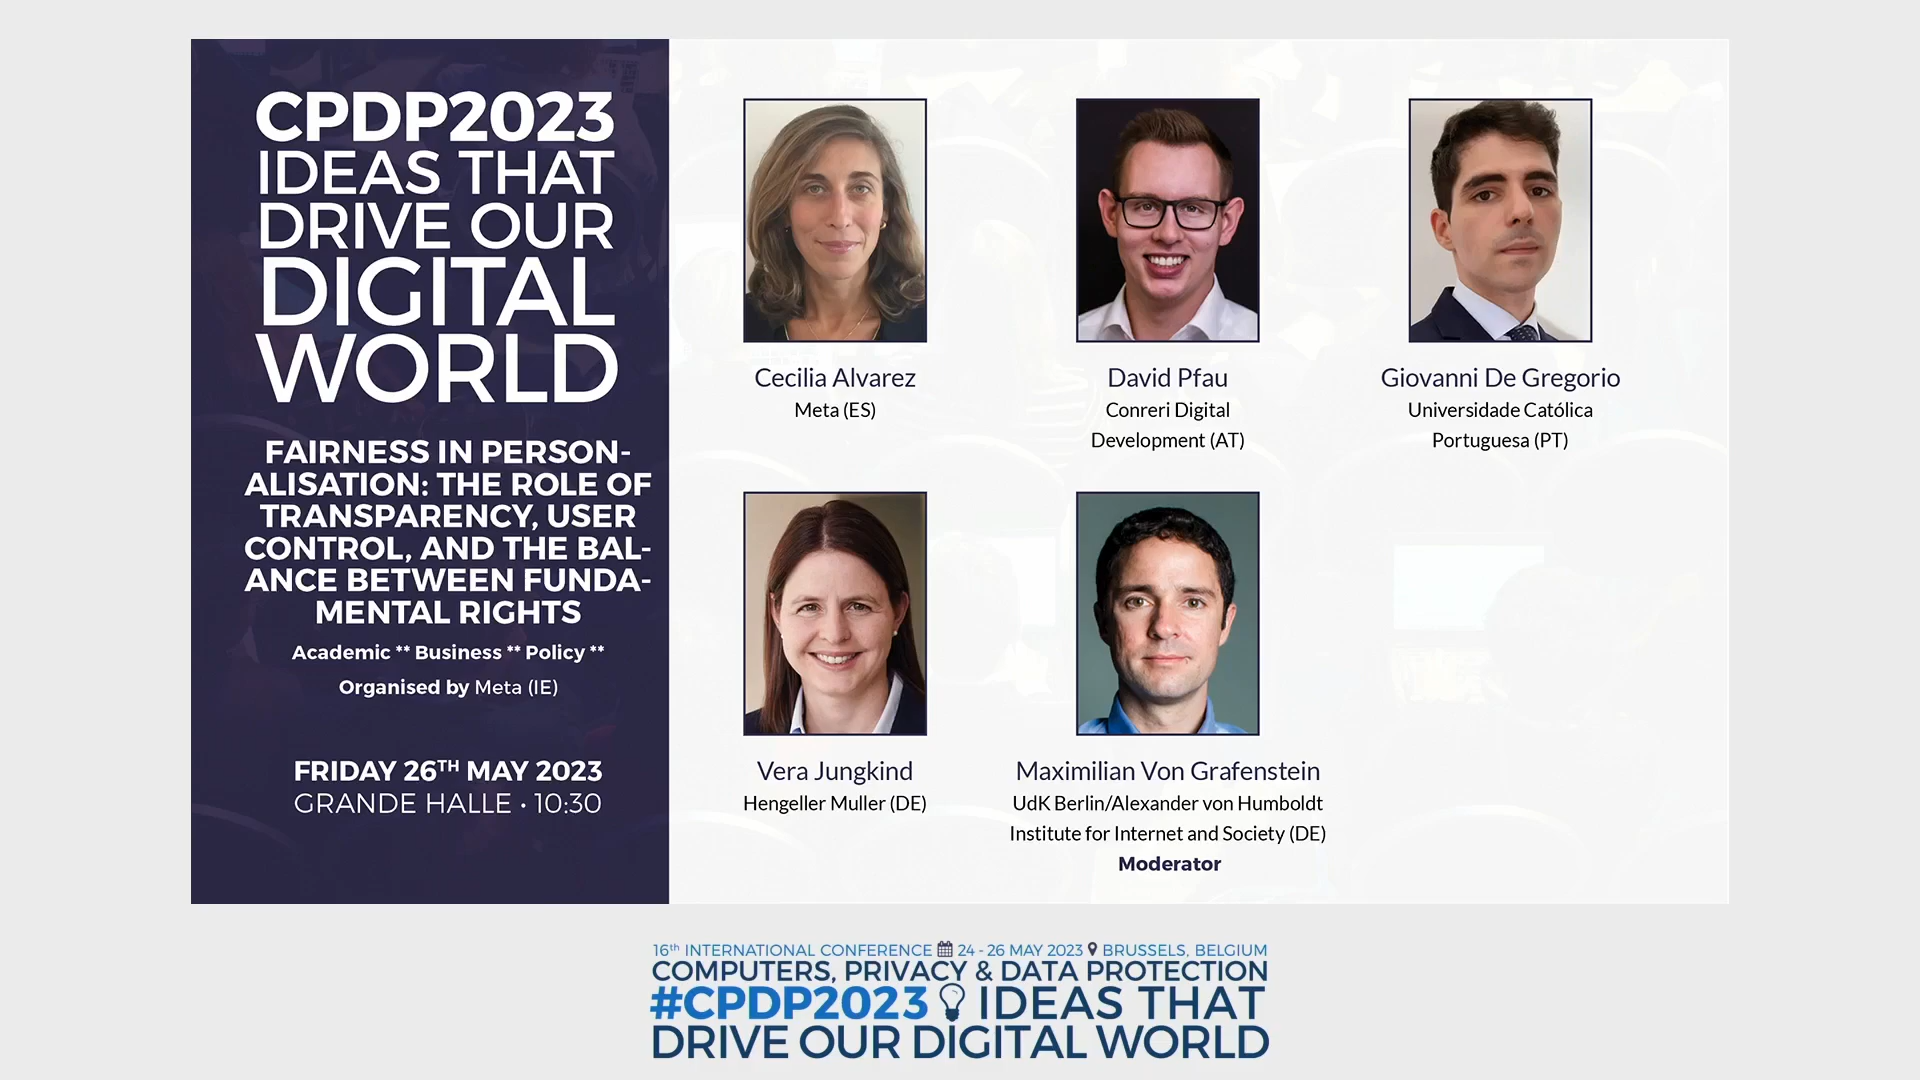 CPDP2023
IDEAS THAT
DRIVE OUR
DIGITAL
WORLD
FAIRNESS IN PERSON-
ALISATION: THE ROLE OF
TRANSPARENCY, USER
CONTROL, AND THE BAL-
ANCE BETWEEN FUNDA-
MENTAL RIGHTS
Academic ** Business ** Policy **
Organised by Meta (IE)
FRIDAY 26TH MAY 2023
GRANDE HALLE • 10:30
Cecilia Alvarez
Meta (ES)
David Pfau
Conreri Digital
Development (AT)
Giovanni De Gregorio
Universidade Católica
Portuguesa (PT)
Vera Jungkind
Hengeller Muller (DE)
Maximilian Von Grafenstein
UdK Berlin/Alexander von Humboldt
Institute for Internet and Society (DE)
Moderator
16th INTERNATIONAL CONFERENCE 24 - 26 MAY 2023 BRUSSELS, BELGIUM
COMPUTERS, PRIVACY & DATA PROTECTION
#CPDP2023 IDEAS THAT
DRIVE OUR DIGITAL WORLD